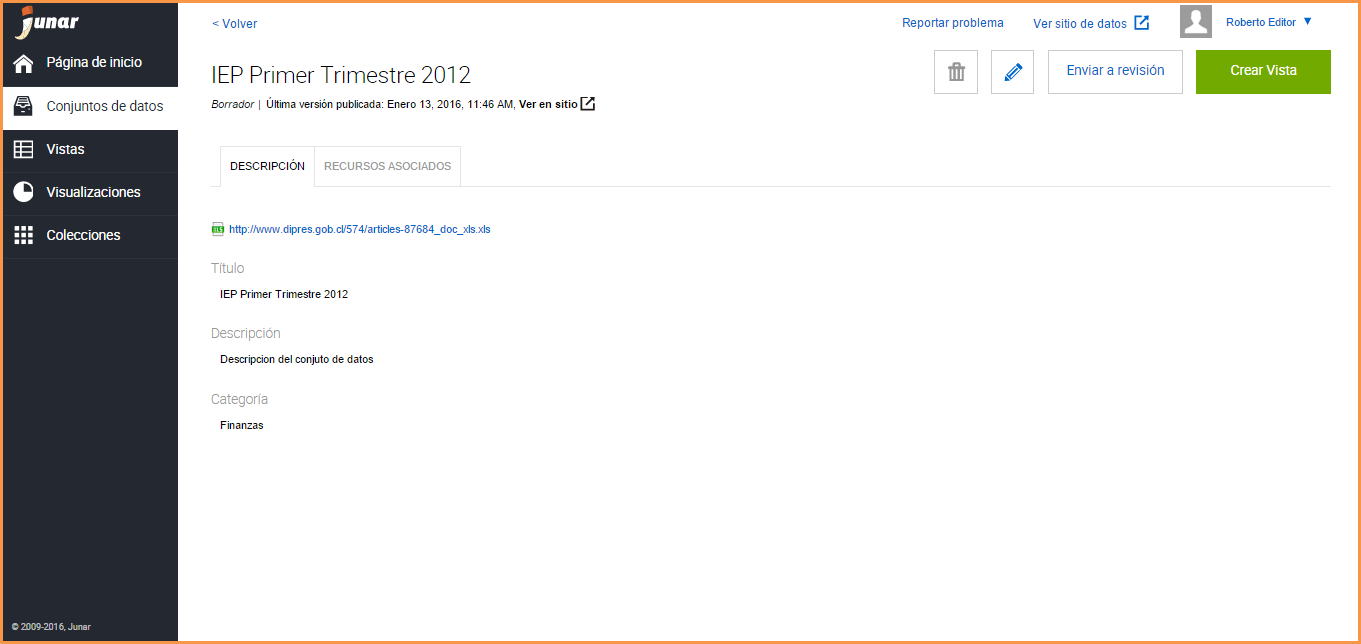 junar
Página de inicio
Conjuntos de datos
Vistas
Visualizaciones
Colecciones
© 2009-2016, Junar
< Volver
Reportar problema
Ver sitio de datos
Roberto Editor ▼
IEP Primer Trimestre 2012
Borrador | Última versión publicada: Enero 13, 2016, 11:46 AM, Ver en sitio
Enviar a revisión
Crear Vista
DESCRIPCIÓN
RECURSOS ASOCIADOS
XLS http://www.dipres.gob.cl/574/articles-87684_doc_xls.xls
Título
IEP Primer Trimestre 2012
Descripción
Descripcion del conjuto de datos
Categoría
Finanzas